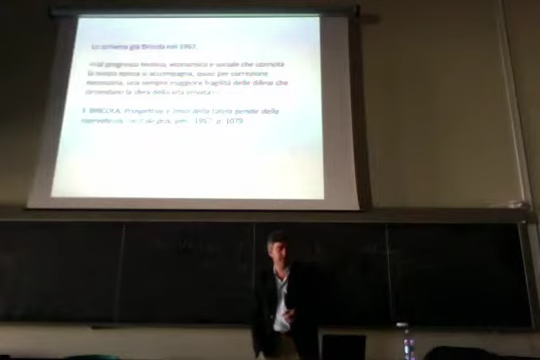 Lo scriveva già Bricola nel 1967.
«Al progresso tecnico, economico e sociale che connota
la nostra epoca si accompagna, quasi per correlazione
necessaria, una sempre maggiore fragilità delle difese che
circondano la sfera della vita privata
F. BRICOLA, Prospettive e limiti della tutela penale della
riservatezza, 1967, p. 1079